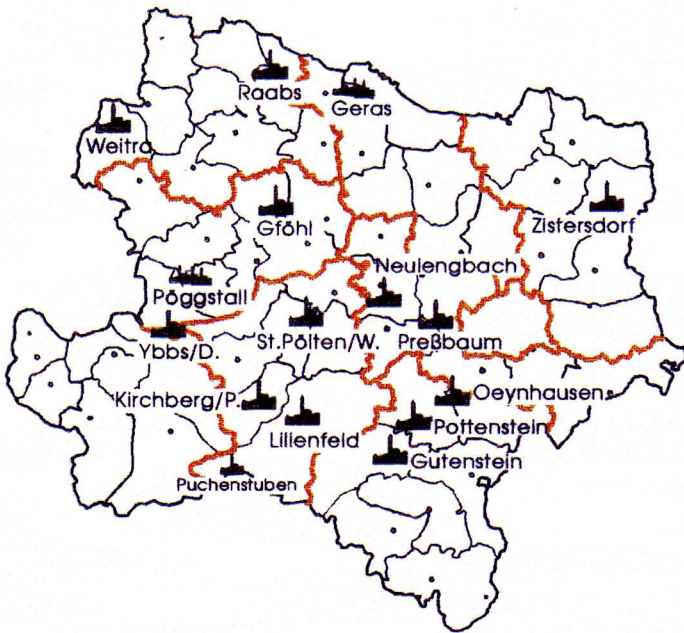 Raabs
Geras
Weitra
Gföhl
Zistersdorf
Neulengbach
Pöggstall
Ybbs/D.
St.Pölten/W.
Preßbaum
Kirchberg/P.
Oeynhausen
Lilienfeld
Pottenstein
Gutenstein
Puchenstuben